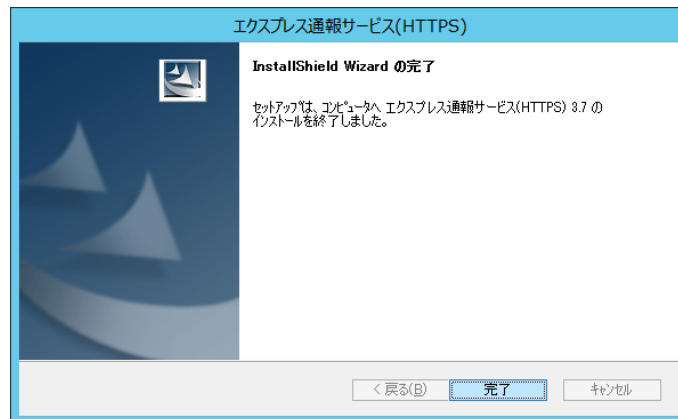 エクスプレス通報サービス(HTTPS)
InstallShield Wizard の完了
セットアップは、コンピュータへ エクスプレス通報サービス(HTTPS) 3.7 の
インストールを終了しました。
< 戻る(B)
完了
キャンセル